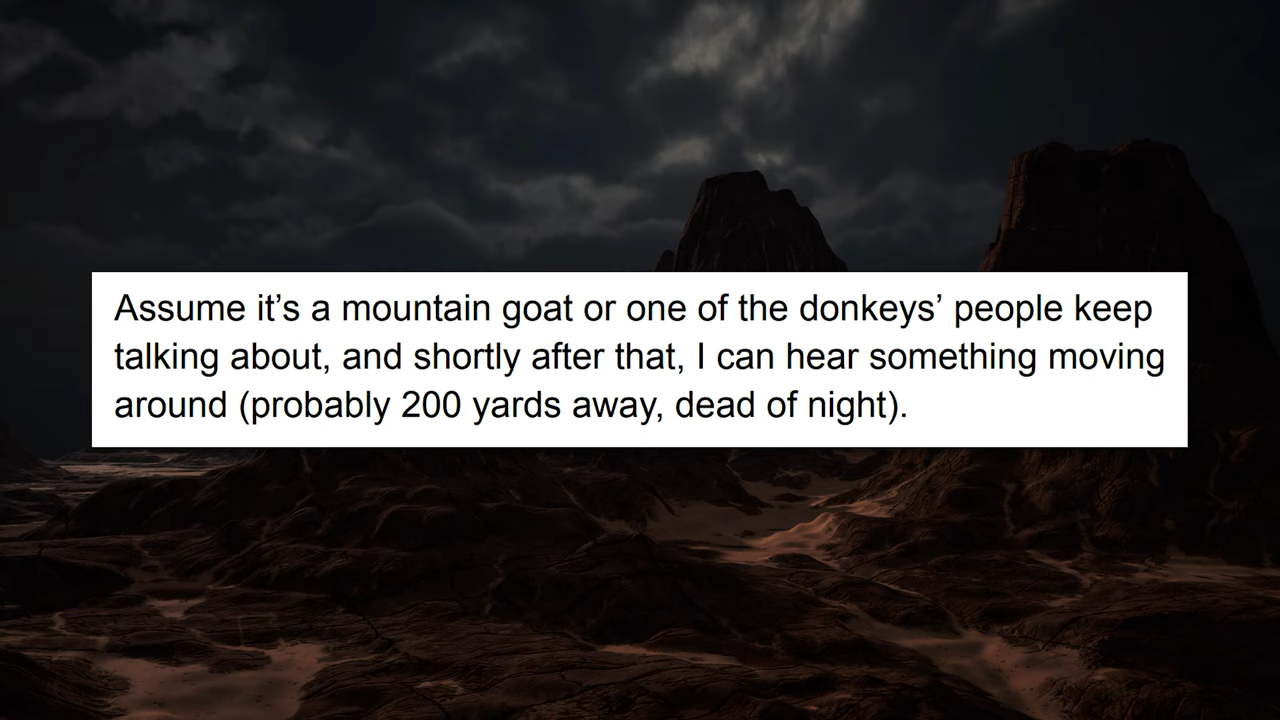 Assume it’s a mountain goat or one of the donkeys’ people keep
talking about, and shortly after that, I can hear something moving
around (probably 200 yards away, dead of night).